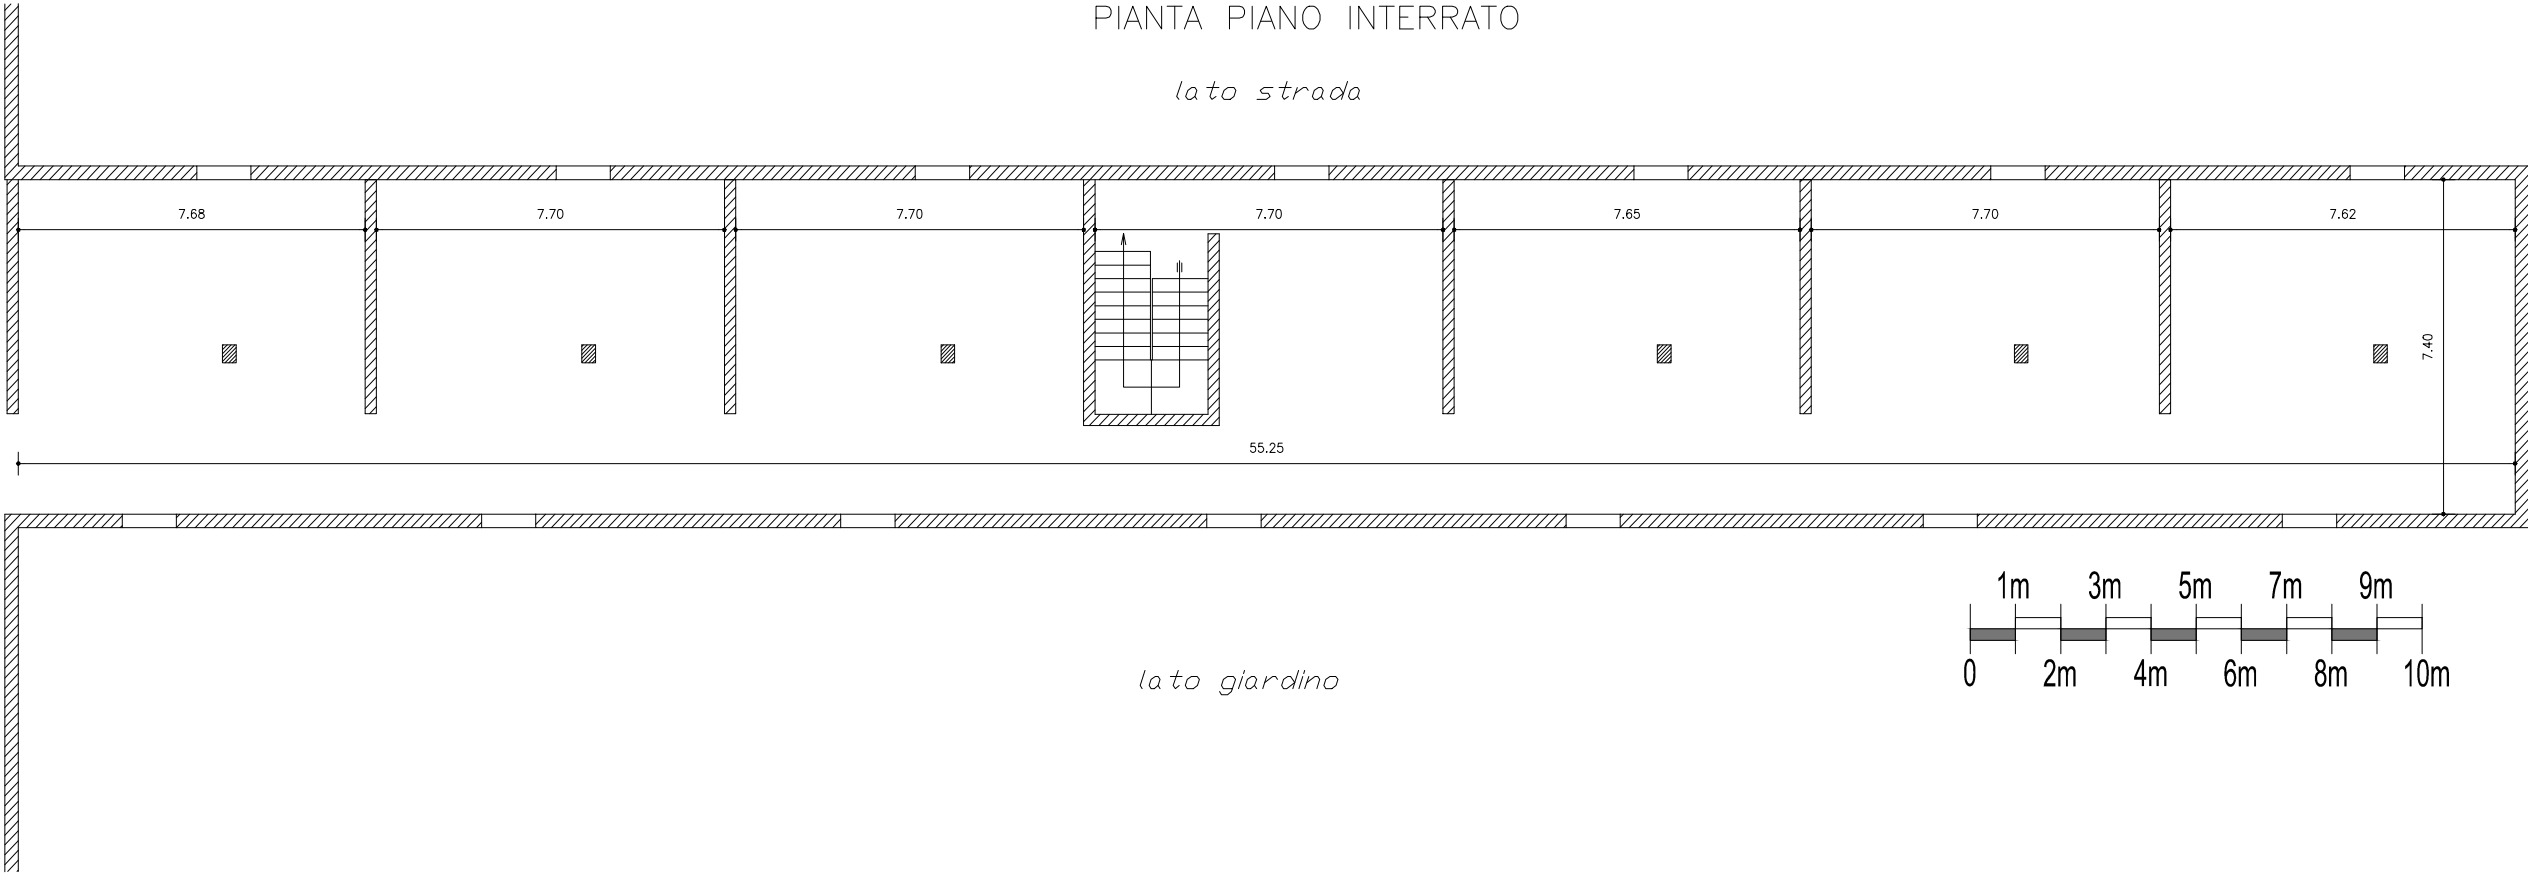 PIANTA PIANO INTERRATO
lato strada
7.68 7.70 7.70 7.70 7.65 7.70 7.62
7.40
55.25
1m 3m 5m 7m 9m
0 2m 4m 6m 8m 10m
lato giardino